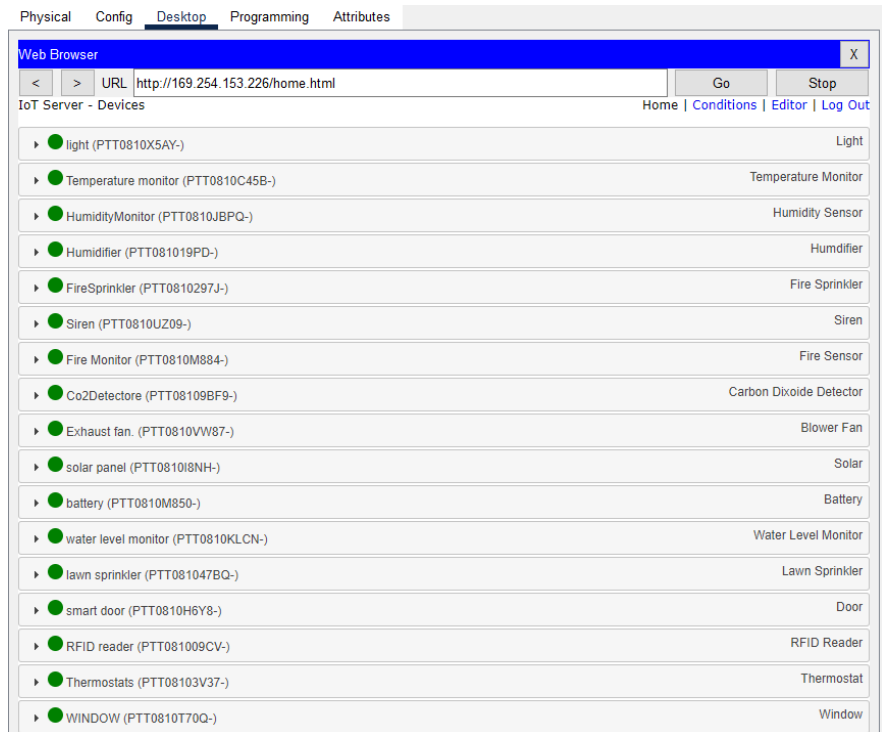 Physical Config Desktop Programming Attributes
Web Browser X
< > URL http://169.254.153.226/home.html Go Stop
IoT Server - Devices Home | Conditions | Editor | Log Out
light (PTT0810X5AY-) Light
Temperature monitor (PTT0810C45B-) Temperature Monitor
HumidityMonitor (PTT0810JBPQ-) Humidity Sensor
Humidifier (PTT081019PD-) Humdifier
FireSprinkler (PTT0810297J-) Fire Sprinkler
Siren (PTT0810UZ09-) Siren
Fire Monitor (PTT0810M884-) Fire Sensor
Co2Detectore (PTT08109BF9-) Carbon Dixoide Detector
Exhaust fan. (PTT0810VW87-) Blower Fan
solar panel (PTT0810I8NH-) Solar
battery (PTT0810M850-) Battery
water level monitor (PTT0810KLCN-) Water Level Monitor
lawn sprinkler (PTT081047BQ-) Lawn Sprinkler
smart door (PTT0810H6Y8-) Door
RFID reader (PTT081009CV-) RFID Reader
Thermostats (PTT08103V37-) Thermostat
WINDOW (PTT0810T70Q-) Window